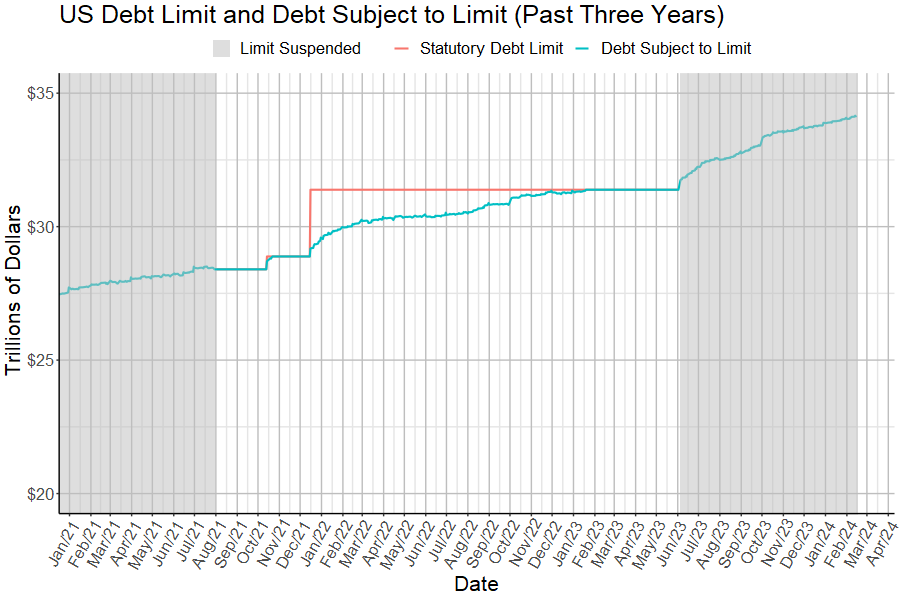 US Debt Limit and Debt Subject to Limit (Past Three Years)
Limit Suspended Statutory Debt Limit Debt Subject to Limit
$35
$30
$25
$20
Trillions of Dollars
Jan/21 Feb/21 Mar/21 Apr/21 May/21 Jun/21 Jul/21 Aug/21 Sep/21 Oct/21 Nov/21 Dec/21 Jan/22 Feb/22 Mar/22 Apr/22 May/22 Jun/22 Jul/22 Aug/22 Sep/22 Oct/22 Nov/22 Dec/22 Jan/23 Feb/23 Mar/23 Apr/23 May/23 Jun/23 Jul/23 Aug/23 Sep/23 Oct/23 Nov/23 Dec/23 Jan/24 Feb/24 Mar/24 Apr/24
Date